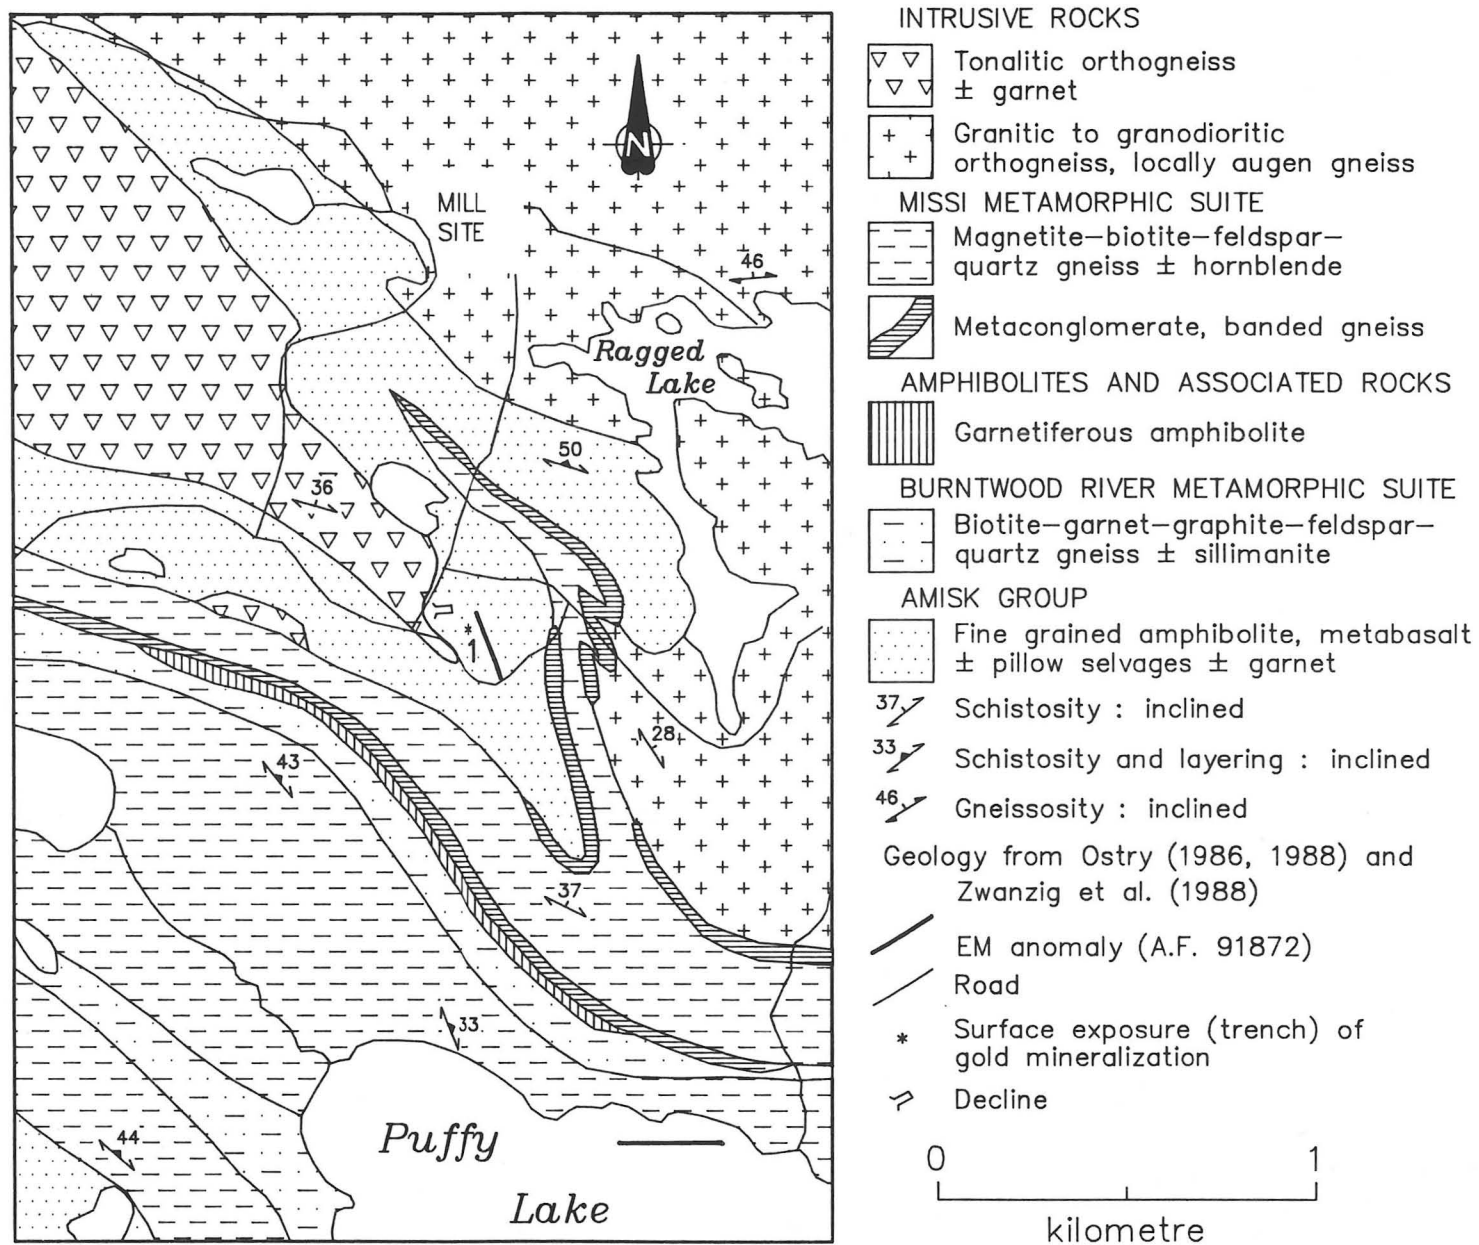 MILL
SITE
N
46
Ragged
Lake
50
36
1
28
43
37
33
44
Puffy
Lake
INTRUSIVE ROCKS
Tonalitic orthogneiss
± garnet
Granitic to granodioritic
orthogneiss, locally augen gneiss
MISSI METAMORPHIC SUITE
Magnetite-biotite-feldspar-
quartz gneiss ± hornblende
Metaconglomerate, banded gneiss
AMPHIBOLITES AND ASSOCIATED ROCKS
Garnetiferous amphibolite
BURNTWOOD RIVER METAMORPHIC SUITE
Biotite-garnet-graphite-feldspar-
quartz gneiss ± sillimanite
AMISK GROUP
Fine grained amphibolite, metabasalt
± pillow selvages ± garnet
37 Schistosity : inclined
33 Schistosity and layering : inclined
46 Gneissosity : inclined
Geology from Ostry (1986, 1988) and
Zwanzig et al. (1988)
EM anomaly (A.F. 91872)
Road
* Surface exposure (trench) of
gold mineralization
Decline
0 1
kilometre